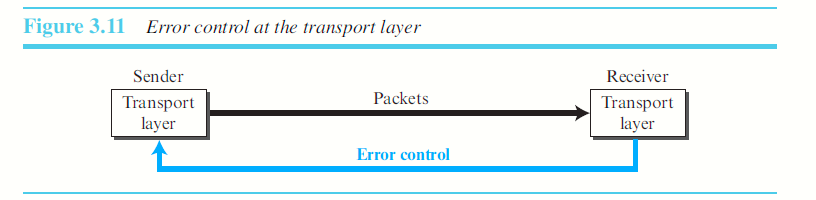 Figure 3.11 Error control at the transport layer
Sender
Receiver
Transport
layer
Packets
Transport
layer
Error control